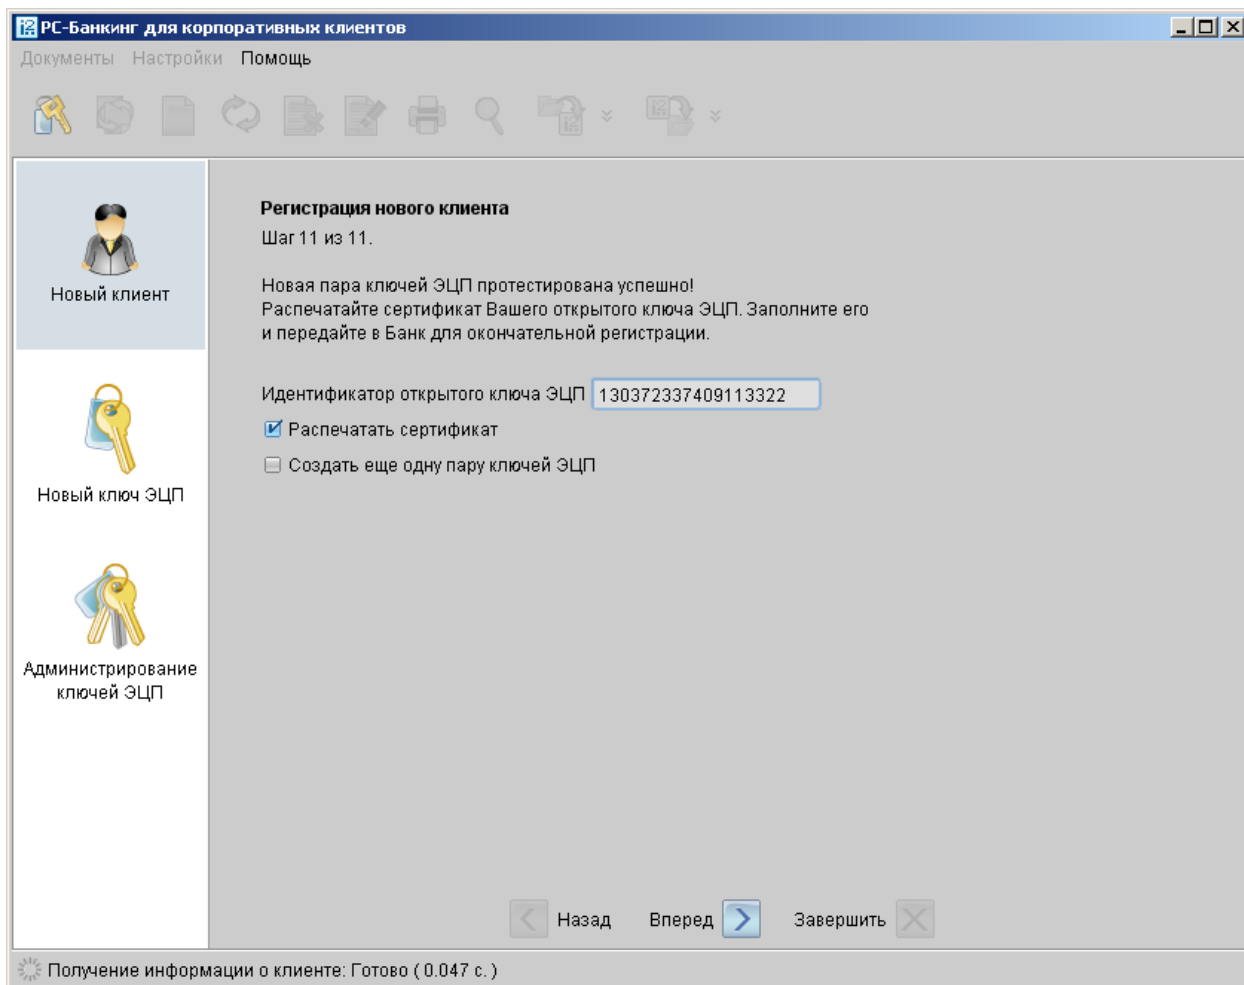 РС-Банкинг для корпоративных клиентов
Документы Настройки Помощь
Новый клиент
Новый ключ ЭЦП
Администрирование
ключей ЭЦП
Регистрация нового клиента
Шаг 11 из 11.
Новая пара ключей ЭЦП протестирована успешно!
Распечатайте сертификат Вашего открытого ключа ЭЦП. Заполните его
и передайте в Банк для окончательной регистрации.
Идентификатор открытого ключа ЭЦП 130372337409113322
Распечатать сертификат
Создать еще одну пару ключей ЭЦП
Назад Вперед Завершить
Получение информации о клиенте: Готово ( 0.047 с. )